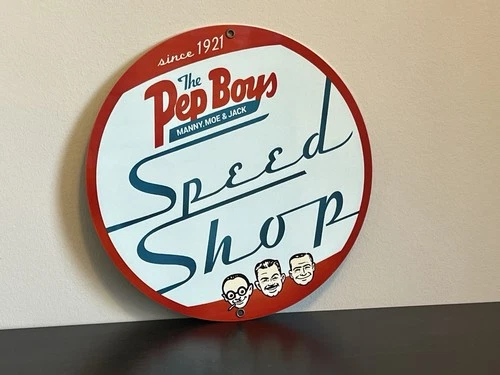 since 1921
The
Pep Boys
MANNY, MOE & JACK
Speed
Shop